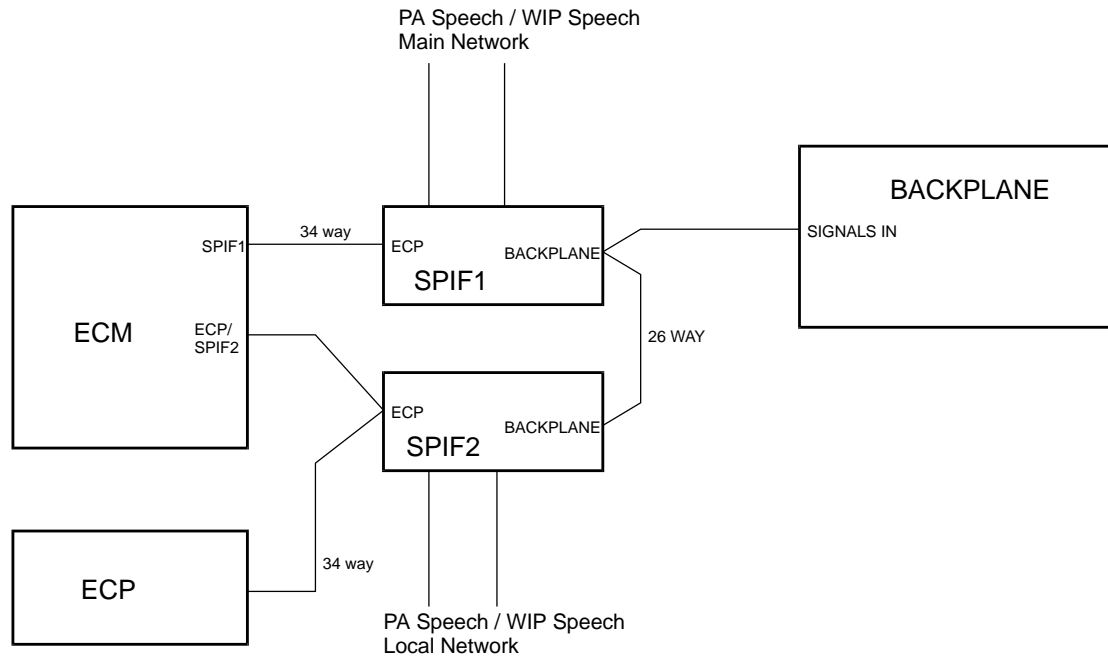 PA Speech / WIP Speech
Main Network
BACKPLANE
SIGNALS IN
SPIF1
34 way
ECP
BACKPLANE
SPIF1
ECM
ECP/
SPIF2
26 WAY
ECP
BACKPLANE
SPIF2
ECP
34 way
PA Speech / WIP Speech
Local Network